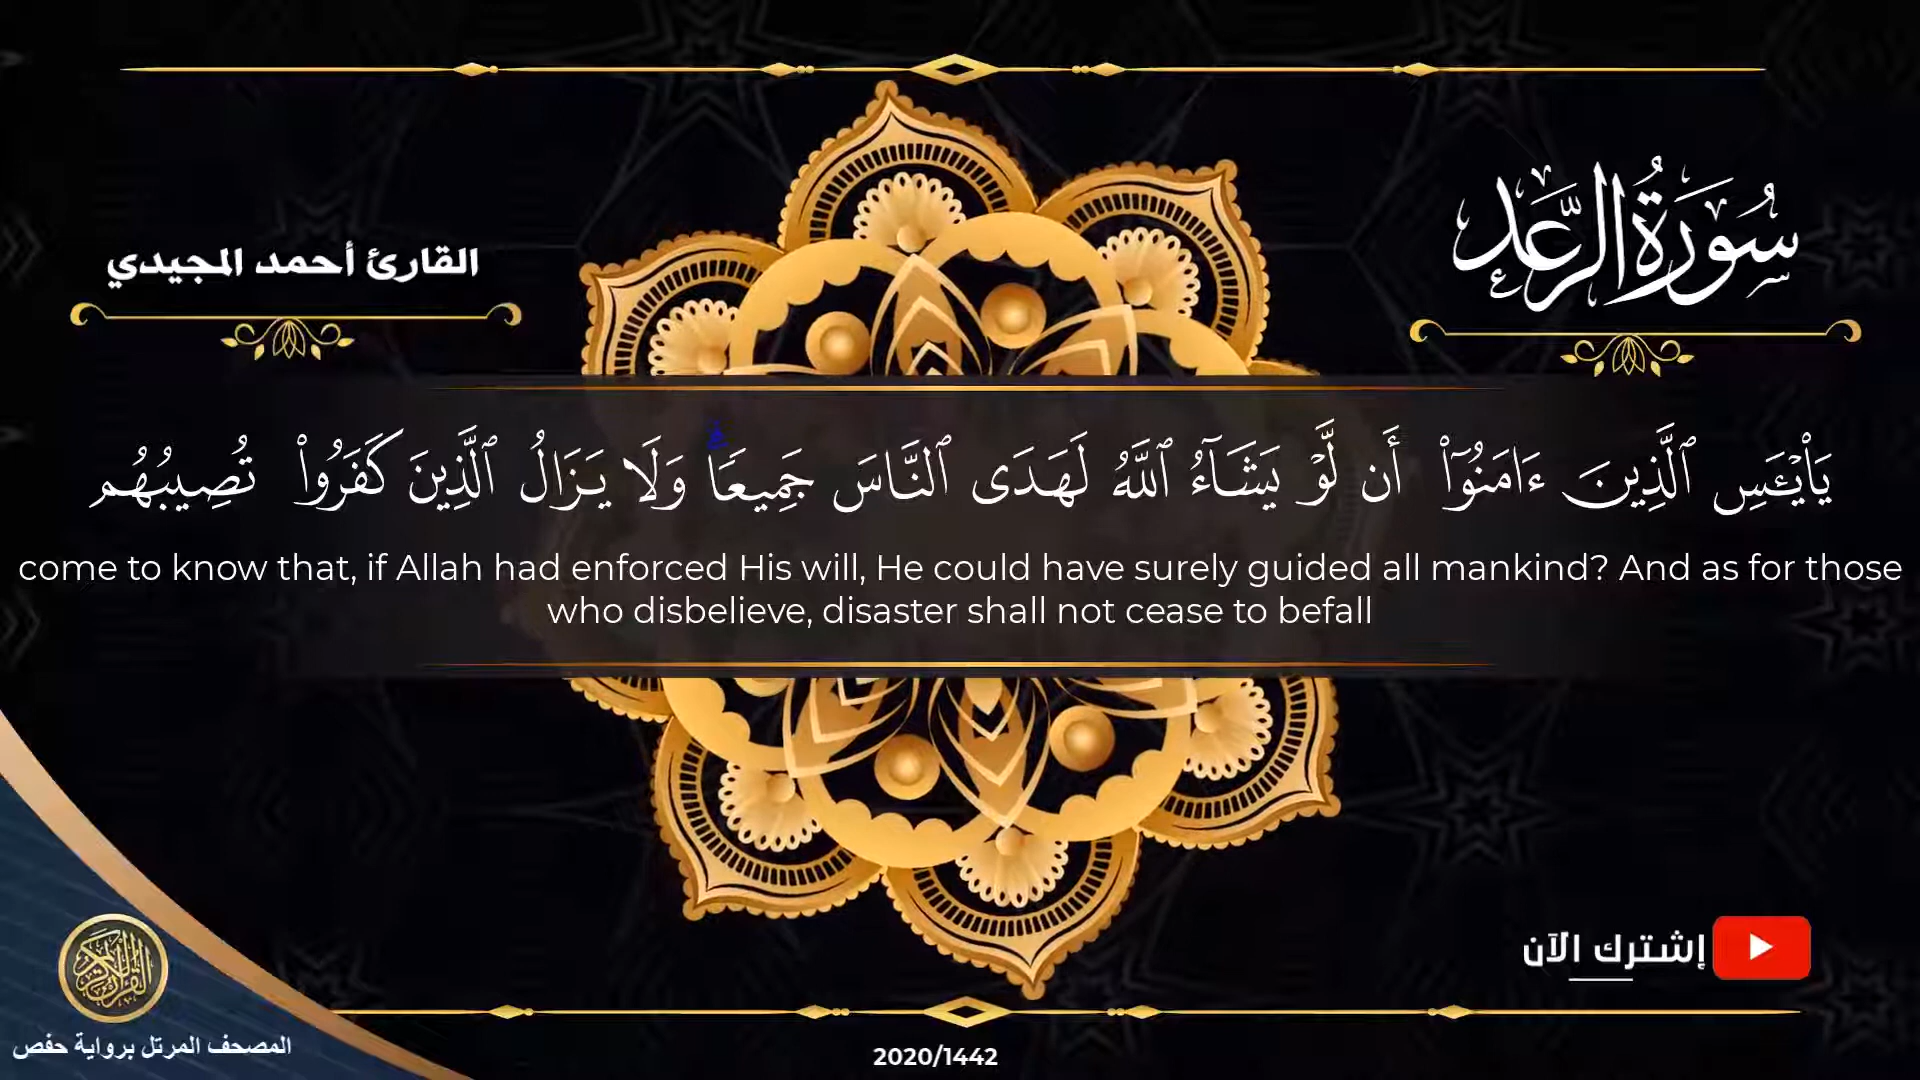 سُورَةُ الرَّعۡدِ
القارئ أحمد المجيدي
يَاْيۡـَٔسِ ٱلَّذِينَ ءَامَنُوٓاْ أَن لَّوۡ يَشَآءُ ٱللَّهُ لَهَدَى ٱلنَّاسَ جَمِيعٗاۗ وَلَا يَزَالُ ٱلَّذِينَ كَفَرُواْ تُصِيبُهُم
come to know that, if Allah had enforced His will, He could have surely guided all mankind? And as for those
who disbelieve, disaster shall not cease to befall
إشترك الآن
القرآن الكريم
المصحف المرتل برواية حفص
2020/1442